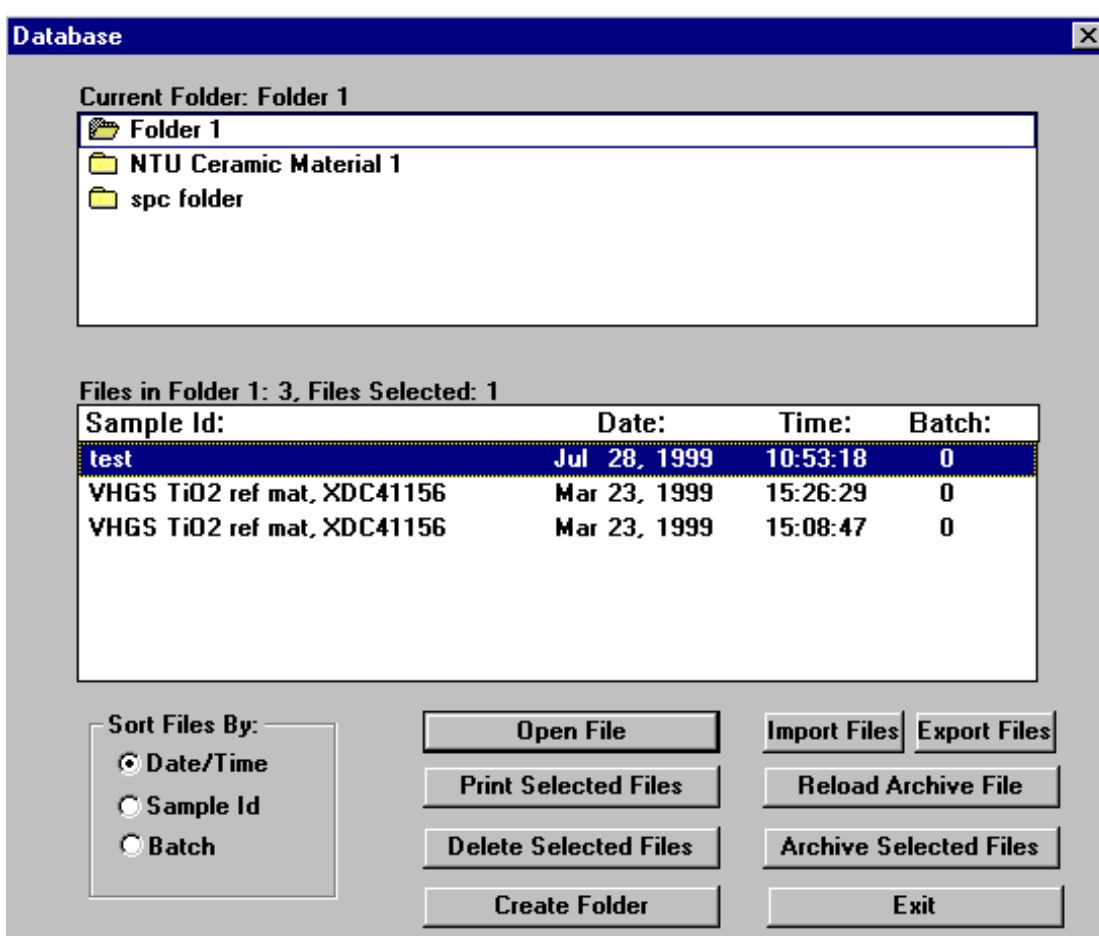 Database
Current Folder: Folder 1
Folder 1
NTU Ceramic Material 1
spc folder
Files in Folder 1: 3, Files Selected: 1
Sample Id: Date: Time: Batch:
test Jul 28, 1999 10:53:18 0
VHGS TiO2 ref mat, XDC41156 Mar 23, 1999 15:26:29 0
VHGS TiO2 ref mat, XDC41156 Mar 23, 1999 15:08:47 0
Sort Files By:
Date/Time
Sample Id
Batch
Open File
Import Files Export Files
Print Selected Files
Reload Archive File
Delete Selected Files
Archive Selected Files
Create Folder
Exit